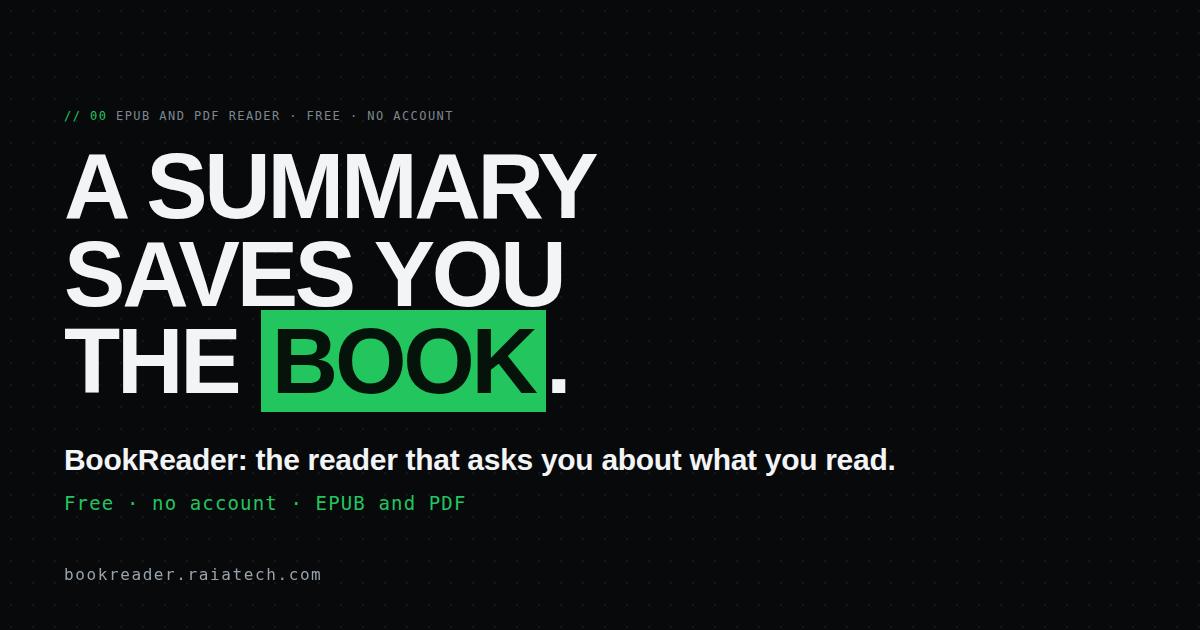 // 00 EPUB AND PDF READER · FREE · NO ACCOUNT
A SUMMARY
SAVES YOU
THE BOOK.
BookReader: the reader that asks you about what you read.
Free · no account · EPUB and PDF
bookreader.raiatech.com